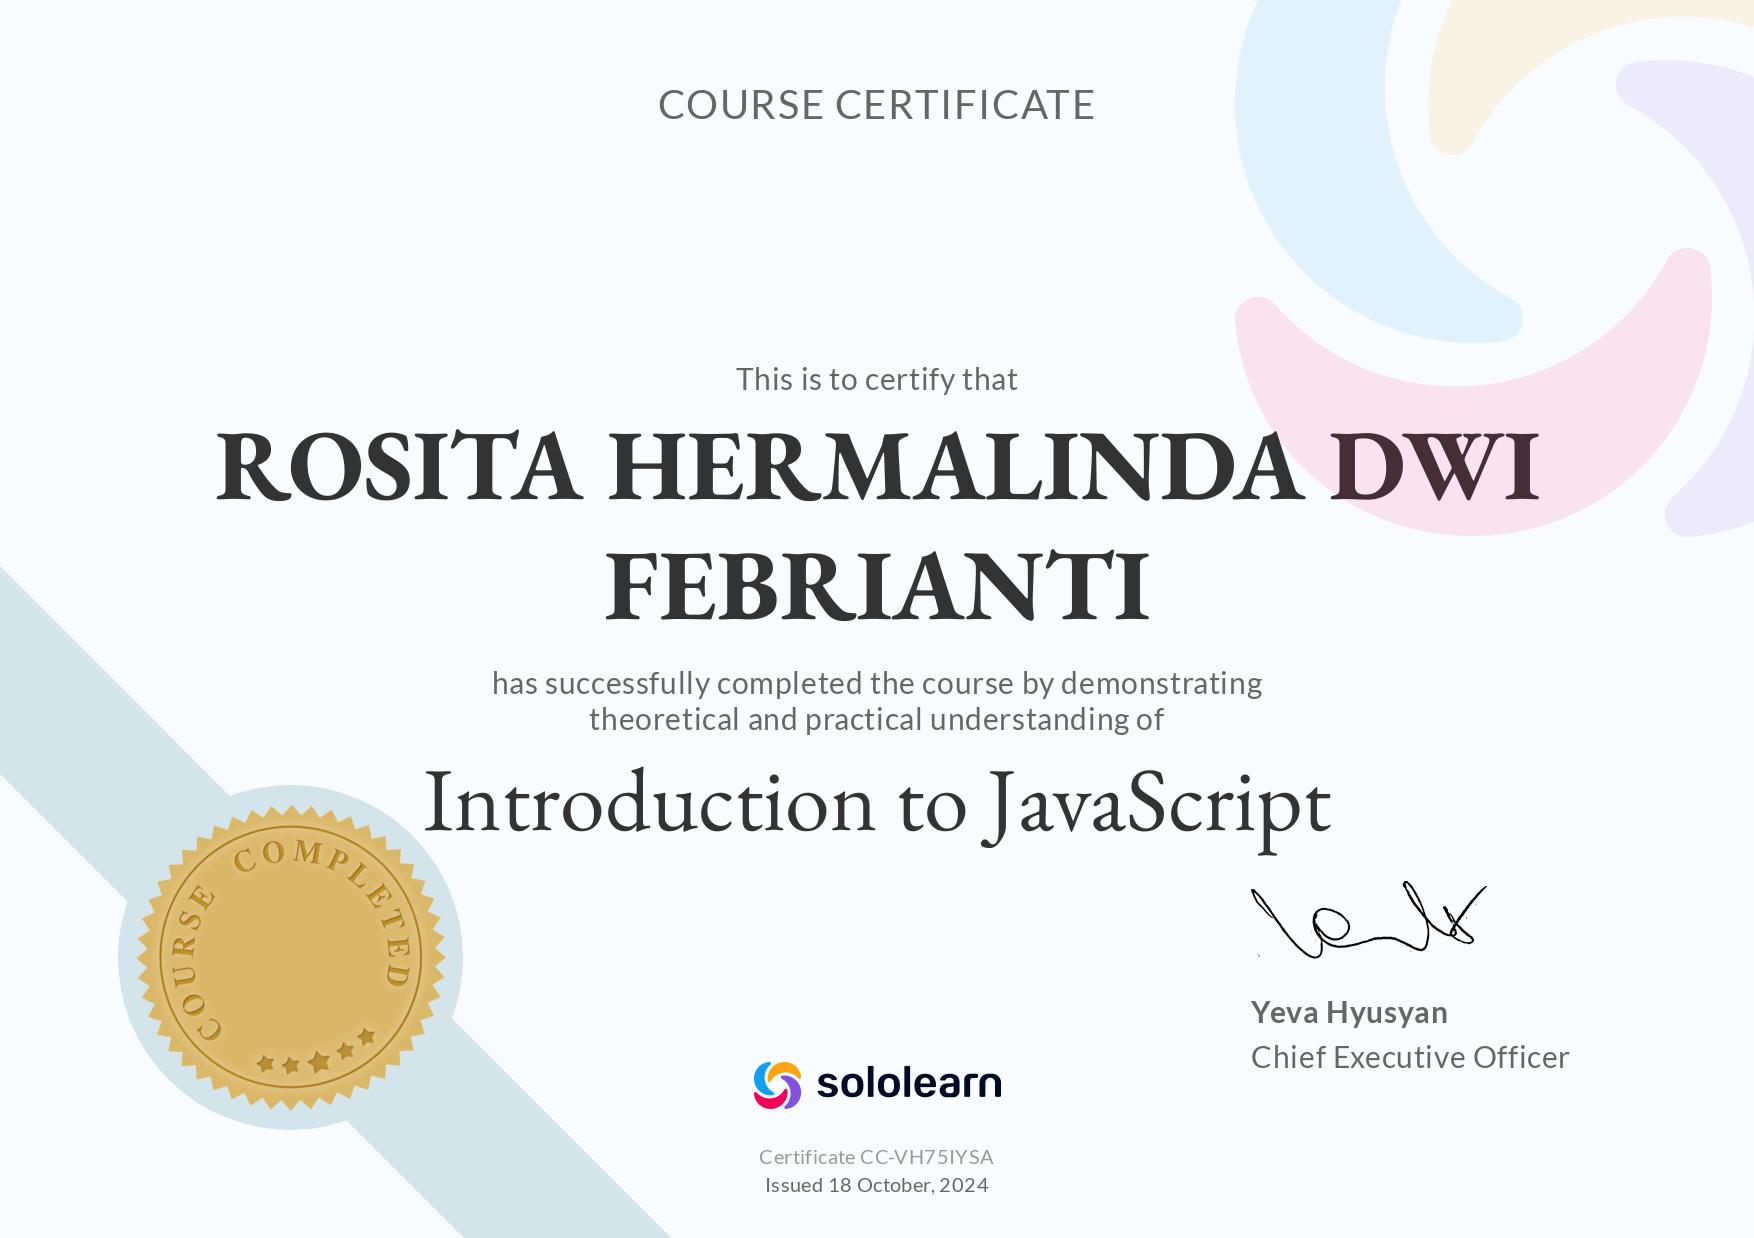 COURSE CERTIFICATE
This is to certify that
ROSITA HERMALINDA DWI
FEBRIANTI
has successfully completed the course by demonstrating
theoretical and practical understanding of
Introduction to JavaScript
COURSE COMPLETED
Yeva Hyusyan
Chief Executive Officer
sololearn
Certificate CC-VH75IYSA
Issued 18 October, 2024